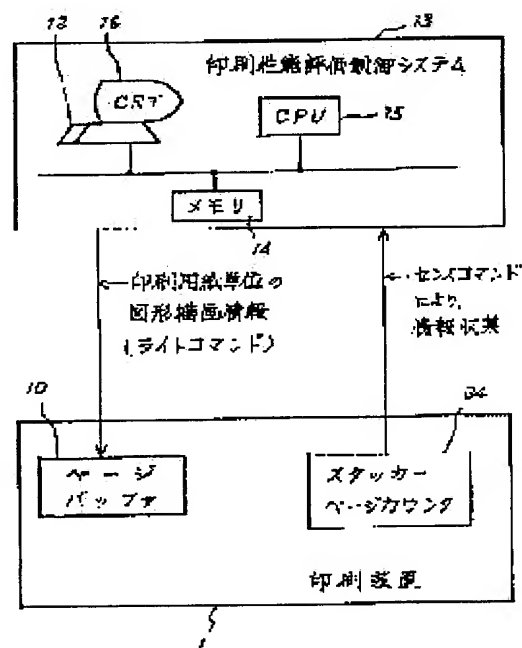 12
16
13
印刷性能評価制御システム
CRT
CPU
15
メモリ
14
印刷用紙単位の
図形描画情報
(ライトコマンド)
センスコマンド
により,
情報収集
10
34
ページ
バッファ
スタッカー
ページカウンタ
印刷装置
1